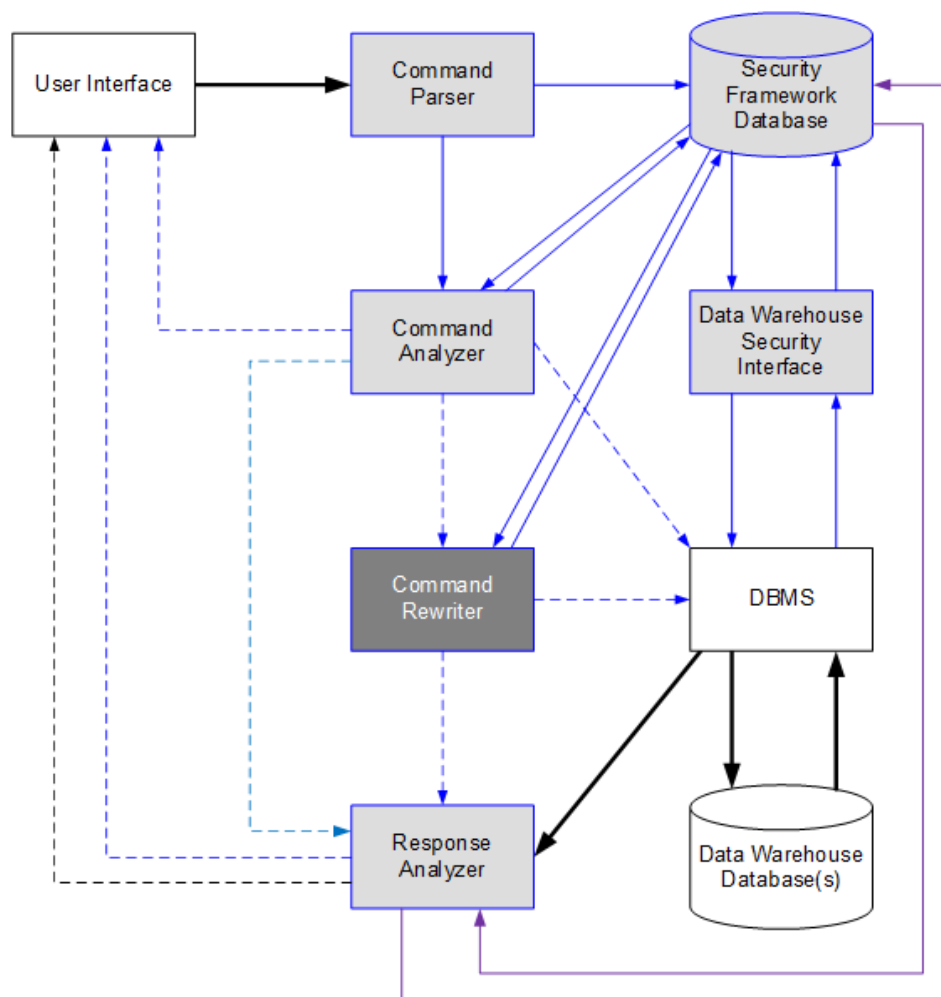 User Interface
Command
Parser
Security
Framework
Database
Command
Analyzer
Data Warehouse
Security
Interface
Command
Rewriter
DBMS
Response
Analyzer
Data Warehouse
Database(s)